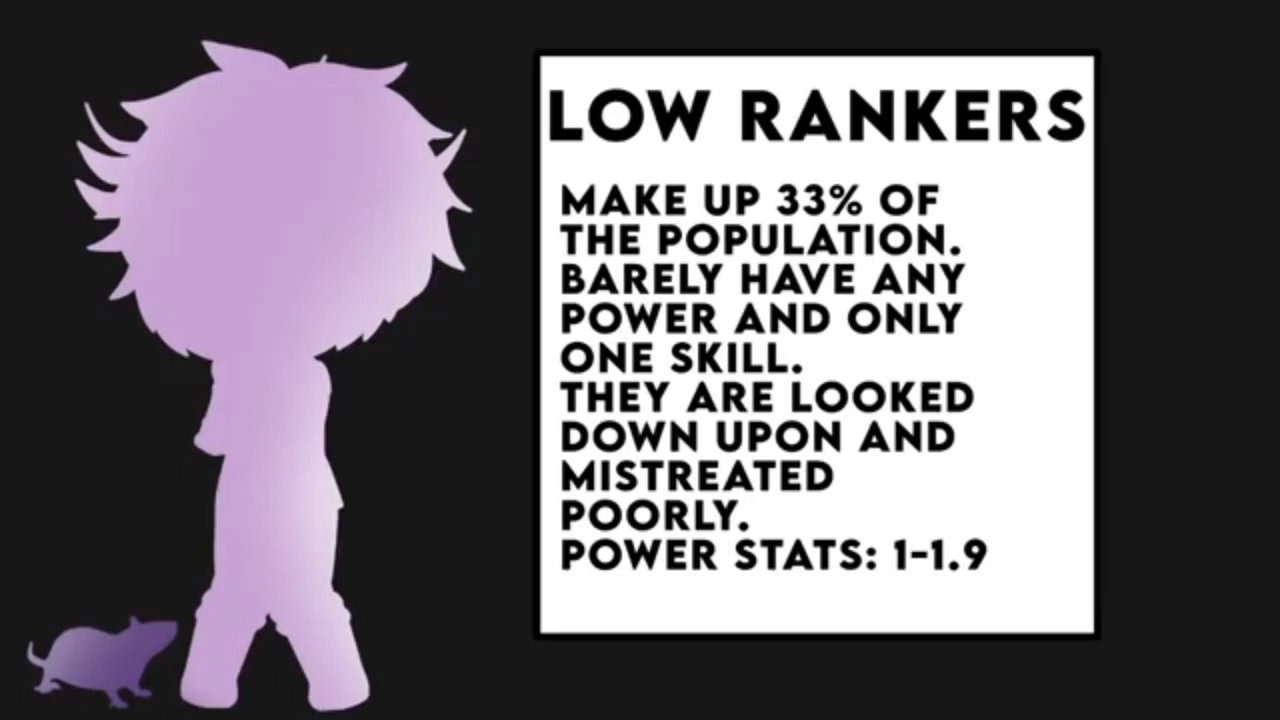 LOW RANKERS
MAKE UP 33% OF
THE POPULATION.
BARELY HAVE ANY
POWER AND ONLY
ONE SKILL.
THEY ARE LOOKED
DOWN UPON AND
MISTREATED
POORLY.
POWER STATS: 1-1.9